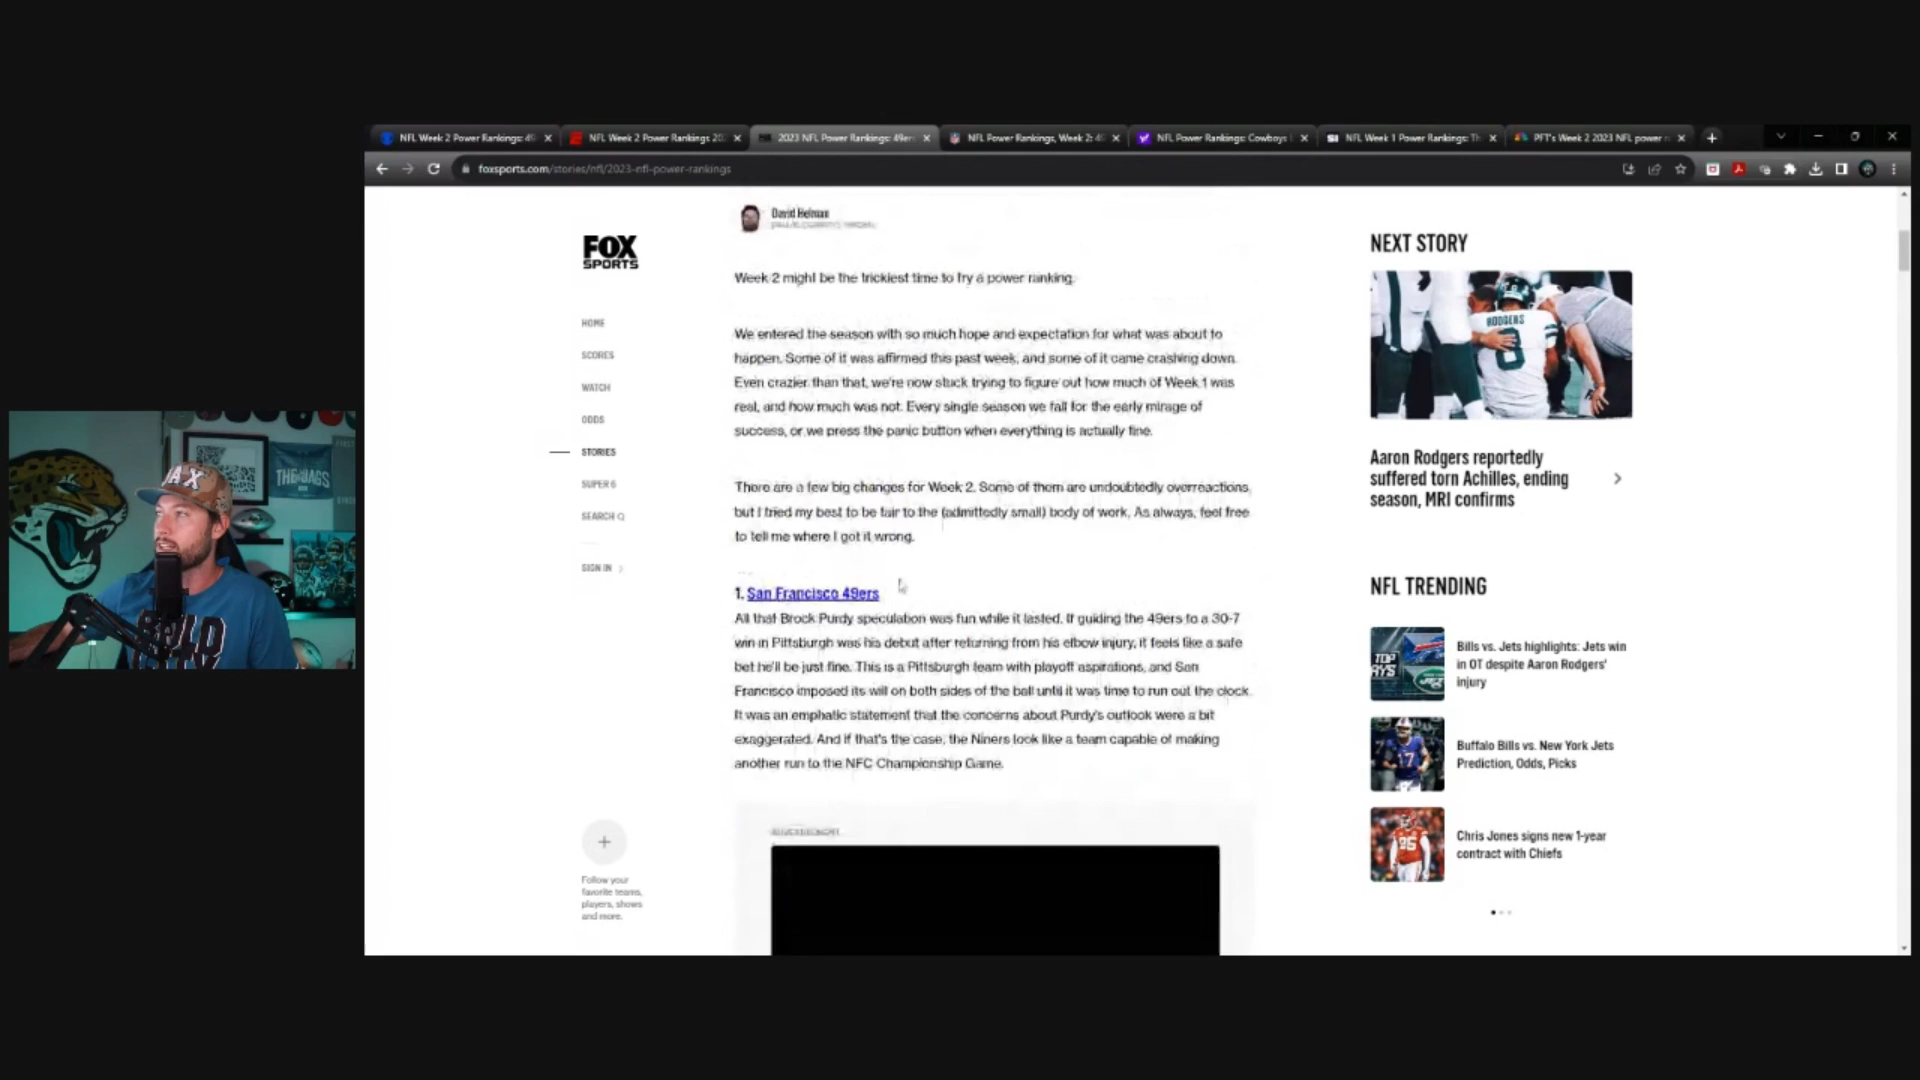 NFL Week 2 Power Rankings: 49
NFL Week 2 Power Rankings 20
2023 NFL Power Rankings: 49er
NFL Power Rankings, Week 2: 4
NFL Power Rankings: Cowboys
NFL Week 1 Power Rankings: Th
PFT's Week 2 2023 NFL power r
foxsports.com/stories/nfl/2023-nfl-power-rankings
FOX
SPORTS
HOME
SCORES
WATCH
ODDS
STORIES
SUPER 6
SEARCH
SIGN IN
Follow your
favorite teams,
players, shows
and more.
David Helman
Week 2 might be the trickiest time to try a power ranking.
We entered the season with so much hope and expectation for what was about to
happen. Some of it was affirmed this past week, and some of it came crashing down.
Even crazier than that, we're now stuck trying to figure out how much of Week 1 was
real, and how much was not. Every single season we fall for the early mirage of
success, or we press the panic button when everything is actually fine.
There are a few big changes for Week 2. Some of them are undoubtedly overreactions,
but I tried my best to be fair to the (admittedly small) body of work. As always, feel free
to tell me where I got it wrong.
1. San Francisco 49ers
All that Brock Purdy speculation was fun while it lasted. If guiding the 49ers to a 30-7
win in Pittsburgh was his debut after returning from his elbow injury, it feels like a safe
bet he'll be just fine. This is a Pittsburgh team with playoff aspirations, and San
Francisco imposed its will on both sides of the ball until it was time to run out the clock.
It was an emphatic statement that the concerns about Purdy's outlook were a bit
exaggerated. And if that's the case, the Niners look like a team capable of making
another run to the NFC Championship Game.
ADVERTISEMENT
NEXT STORY
RODGERS
8
Aaron Rodgers reportedly
suffered torn Achilles, ending
season, MRI confirms
NFL TRENDING
TOP
Bills vs. Jets highlights: Jets win
in OT despite Aaron Rodgers'
injury
17
Buffalo Bills vs. New York Jets
Prediction, Odds, Picks
95
Chris Jones signs new 1-year
contract with Chiefs
JAX
THE JAGS